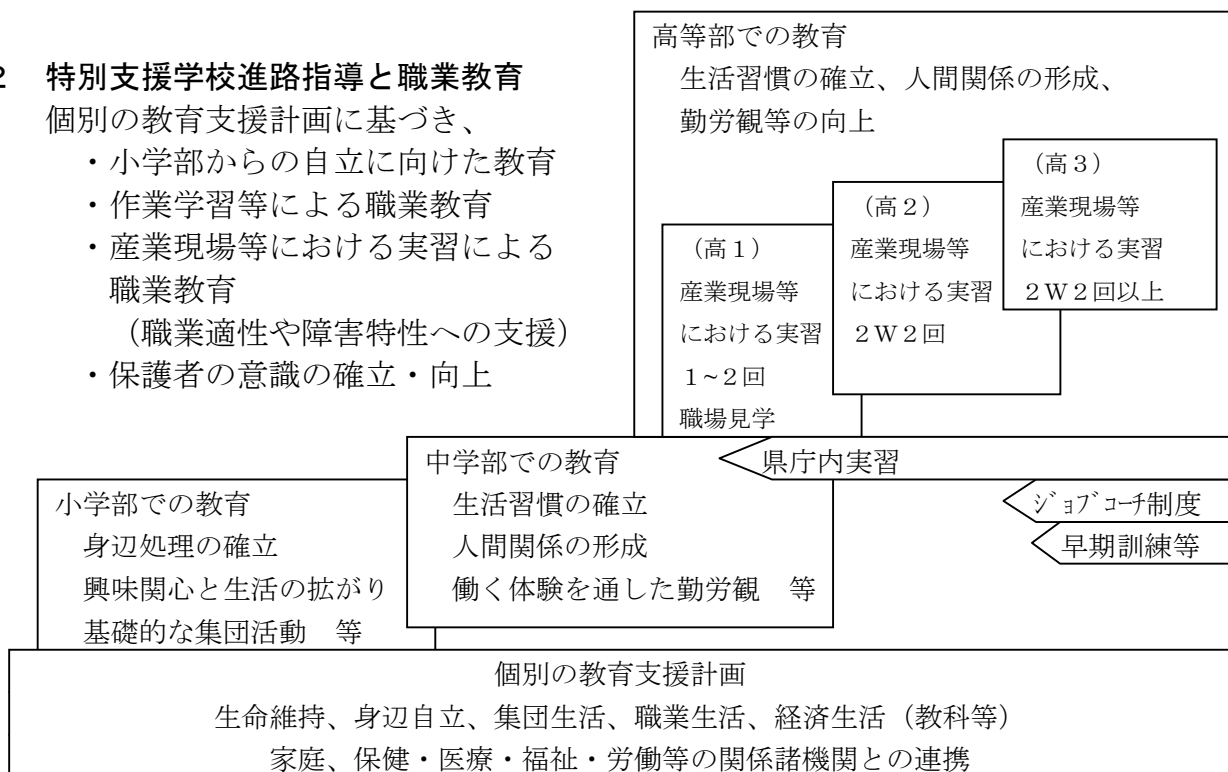 2　特別支援学校進路指導と職業教育
個別の教育支援計画に基づき、
・小学部からの自立に向けた教育
・作業学習等による職業教育
・産業現場等における実習による
職業教育
（職業適性や障害特性への支援）
・保護者の意識の確立・向上
高等部での教育
生活習慣の確立、人間関係の形成、
勤労観等の向上
（高１）
産業現場等
における実習
１~２回
職場見学
（高２）
産業現場等
における実習
２Ｗ２回
（高３）
産業現場等
における実習
２Ｗ２回以上
中学部での教育
生活習慣の確立
人間関係の形成
働く体験を通した勤労観　等
県庁内実習
ｼﾞｮﾌﾞｺｰﾁ制度
早期訓練等
小学部での教育
身辺処理の確立
興味関心と生活の拡がり
基礎的な集団活動　等
個別の教育支援計画
生命維持、身辺自立、集団生活、職業生活、経済生活（教科等）
家庭、保健・医療・福祉・労働等の関係諸機関との連携